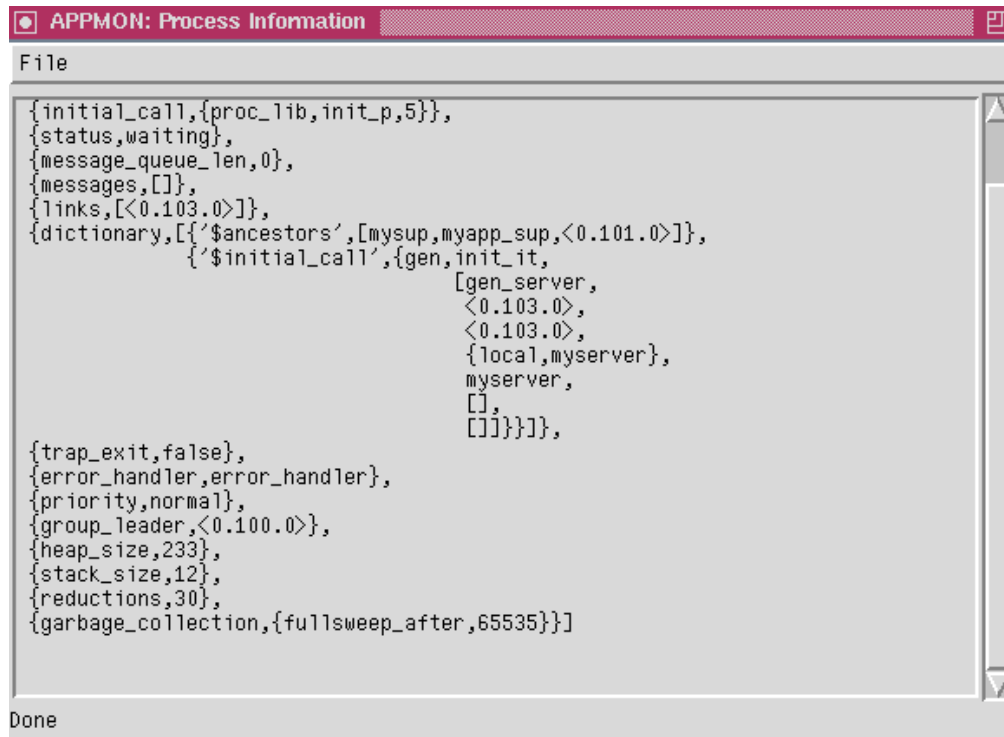 APPMON: Process Information
File
{initial_call,{proc_lib,init_p,5}},
{status,waiting},
{message_queue_len,0},
{messages,[]},
{links,[<0.103.0>]},
{dictionary,[{'$ancestors',[mysup,myapp_sup,<0.101.0>]},
{'$initial_call',{gen,init_it,
[gen_server,
<0.103.0>,
<0.103.0>,
{local,myserver},
myserver,
[],
[]]}}]},
{trap_exit,false},
{error_handler,error_handler},
{priority,normal},
{group_leader,<0.100.0>},
{heap_size,233},
{stack_size,12},
{reductions,30},
{garbage_collection,{fullsweep_after,65535}}]
Done